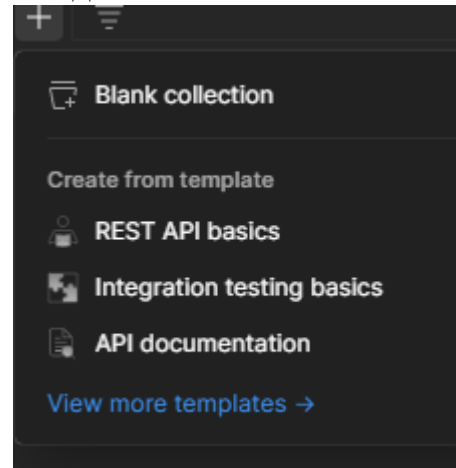 Blank collection
Create from template
REST API basics
Integration testing basics
API documentation
View more templates →